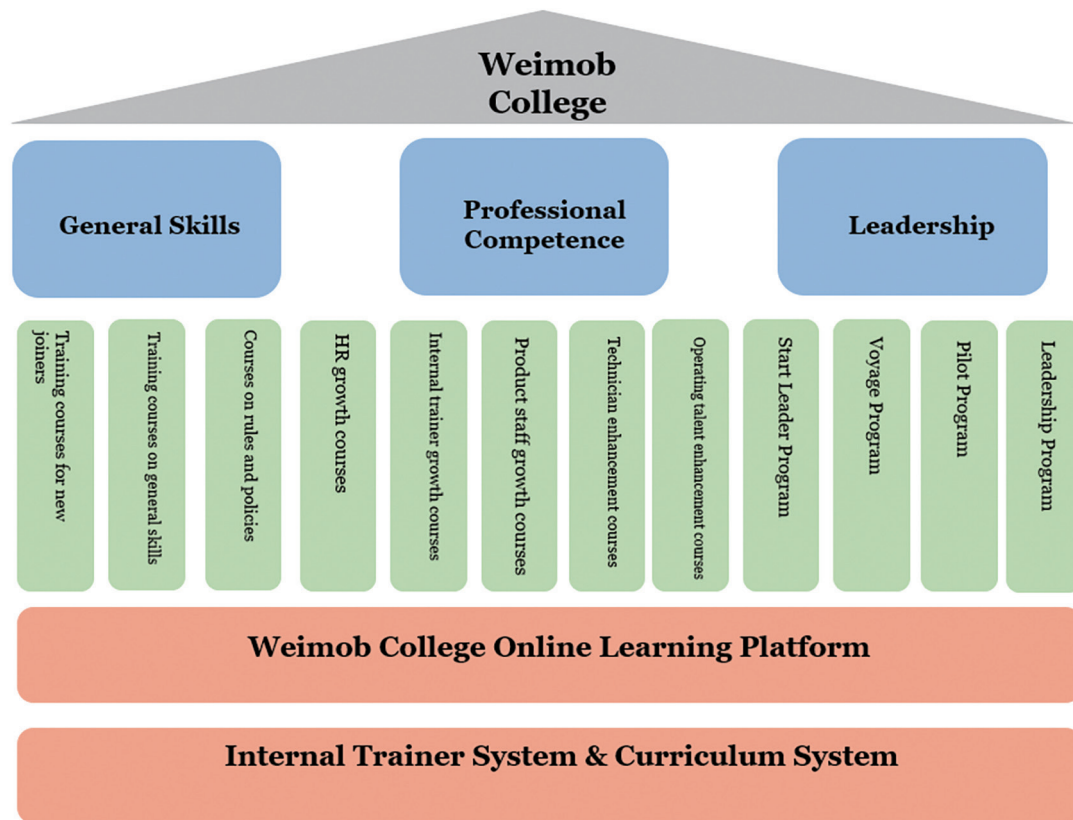 Weimob
College
General Skills
Professional
Competence
Leadership
Training courses for new
joiners
Training courses on general skills
Courses on rules and policies
HR growth courses
Internal trainer growth courses
Product staff growth courses
Technician enhancement courses
Operating talent enhancement courses
Start Leader Program
Voyage Program
Pilot Program
Leadership Program
Weimob College Online Learning Platform
Internal Trainer System & Curriculum System